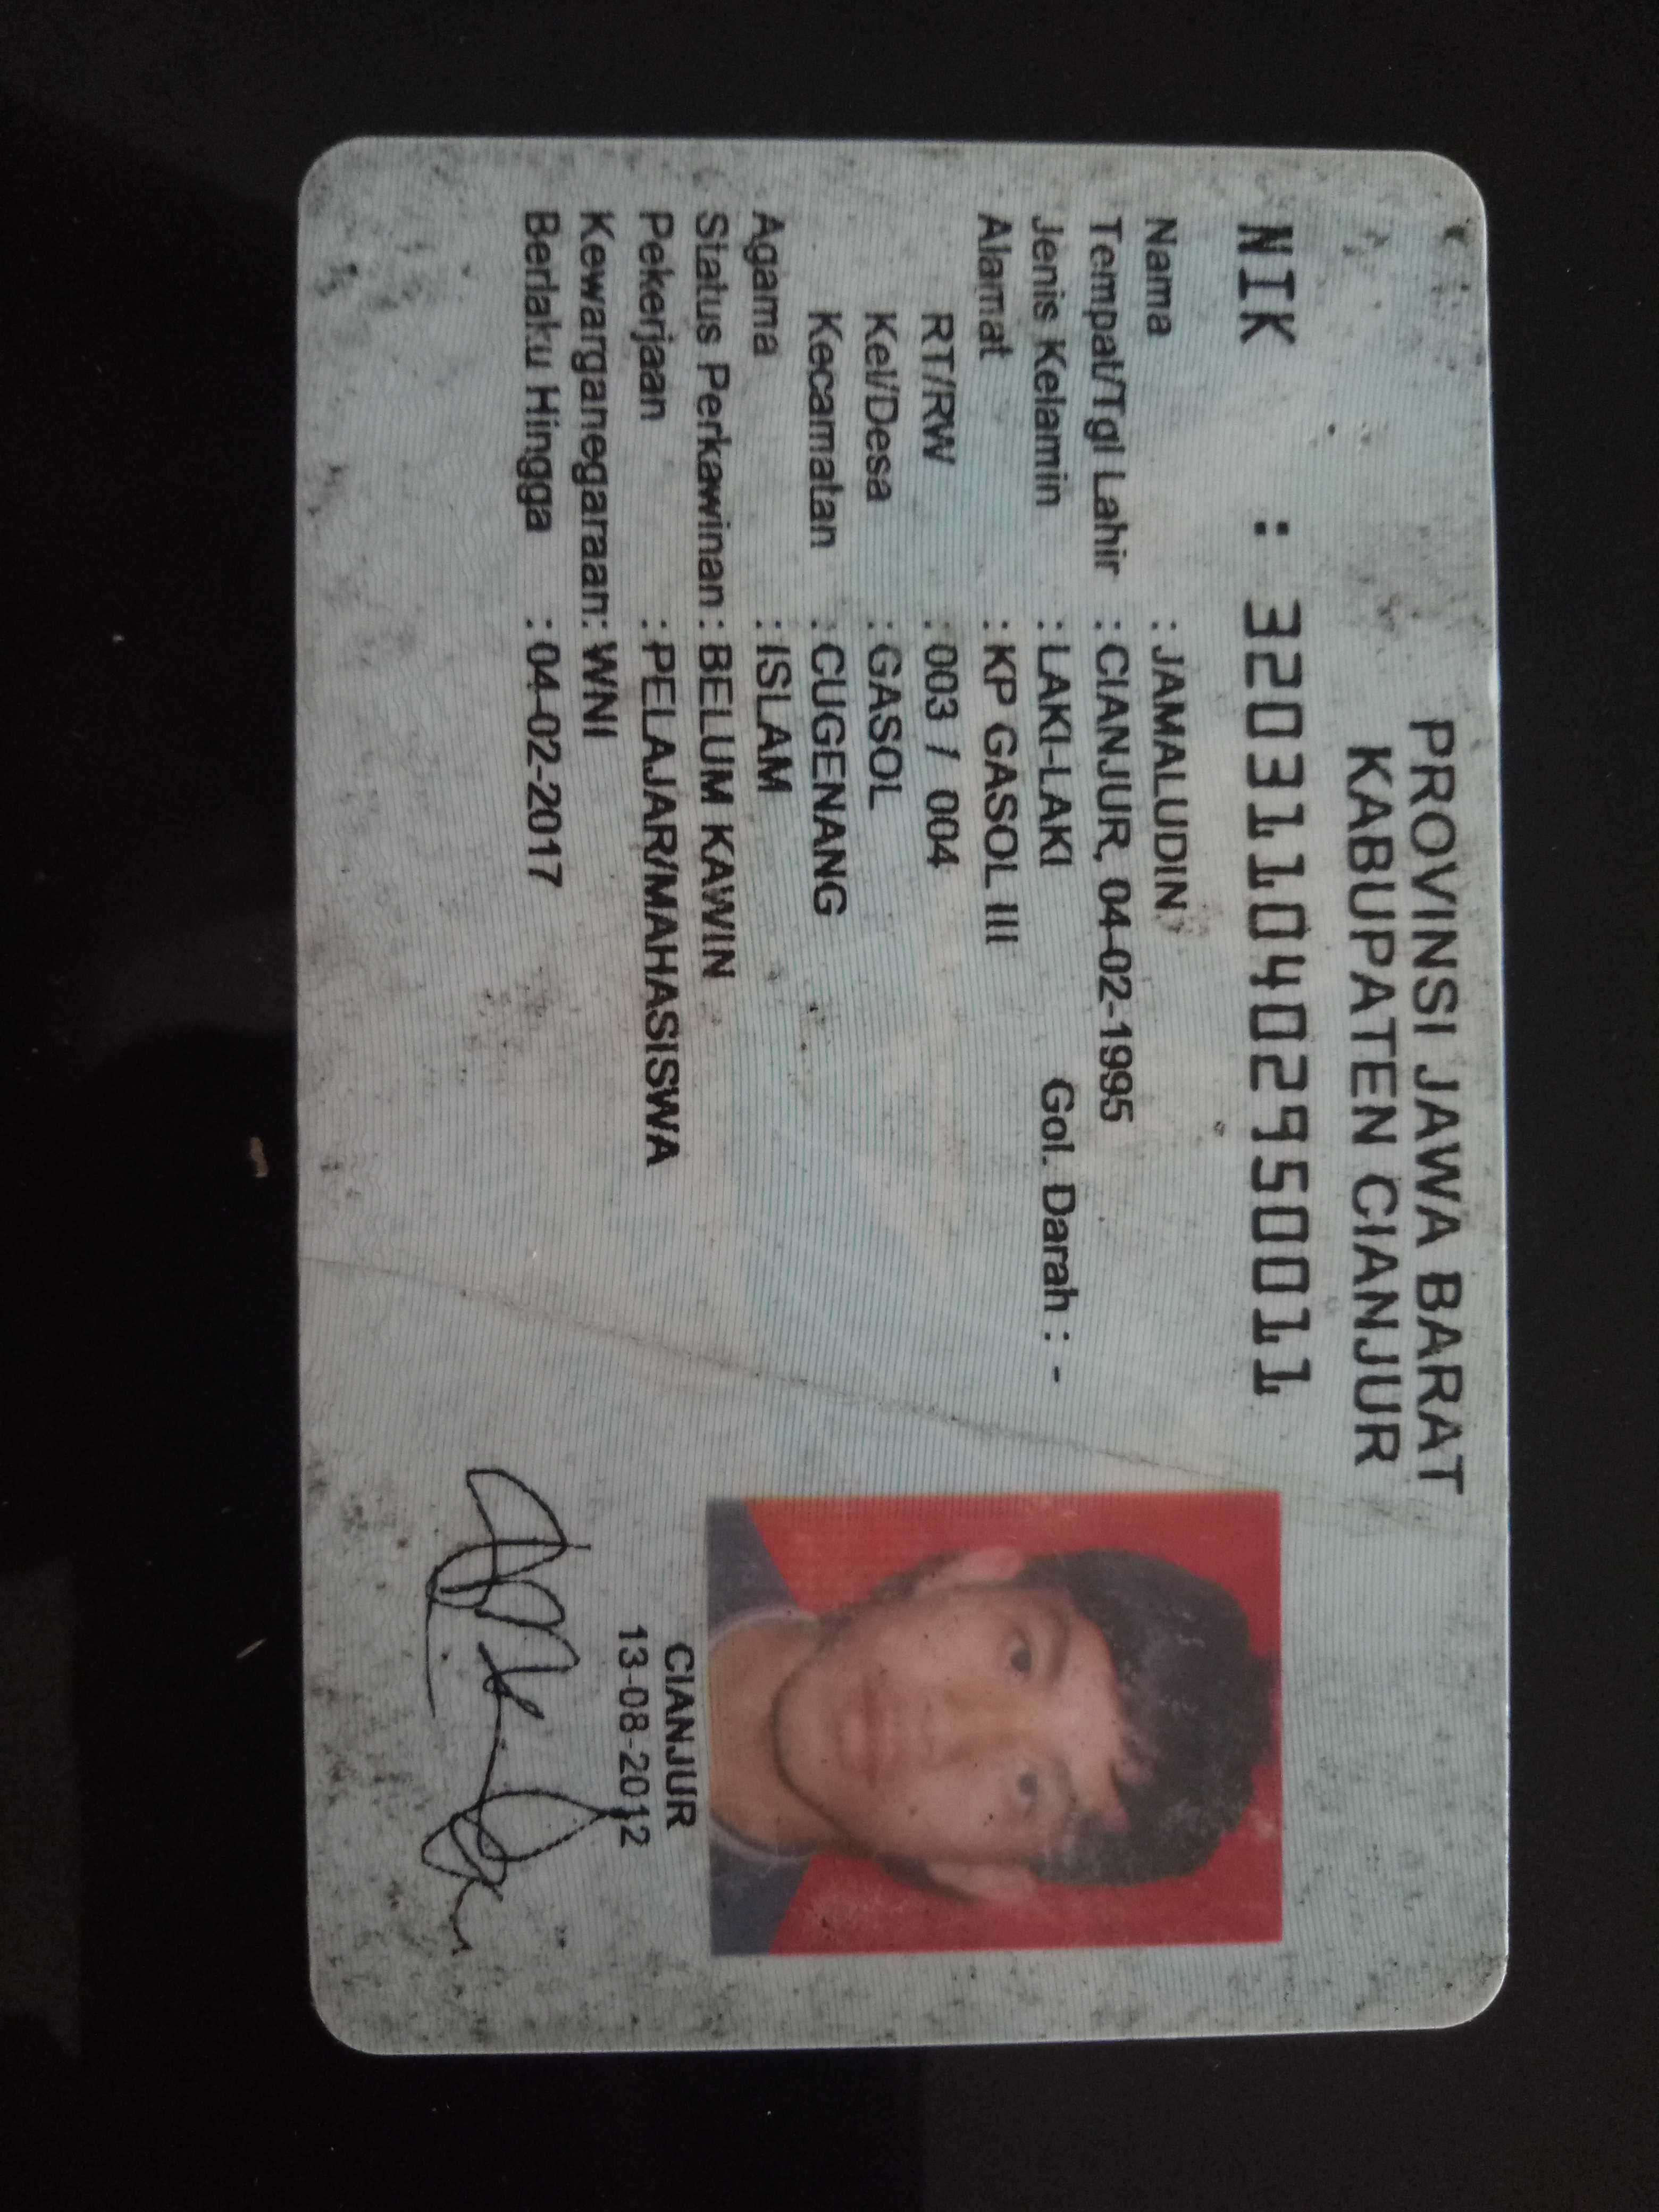 PROVINSI JAWA BARAT
KABUPATEN CIANJUR
NIK : 3203110402950011
Nama : JAMALUDIN
Tempat/Tgl Lahir : CIANJUR, 04-02-1995
Jenis Kelamin : LAKI-LAKI Gol. Darah : -
Alamat : KP GASOL III
RT/RW : 003 / 004
Kel/Desa : GASOL
Kecamatan : CUGENANG
Agama : ISLAM
Status Perkawinan : BELUM KAWIN
Pekerjaan : PELAJAR/MAHASISWA
Kewarganegaraan: WNI
Berlaku Hingga : 04-02-2017
CIANJUR
13-08-2012